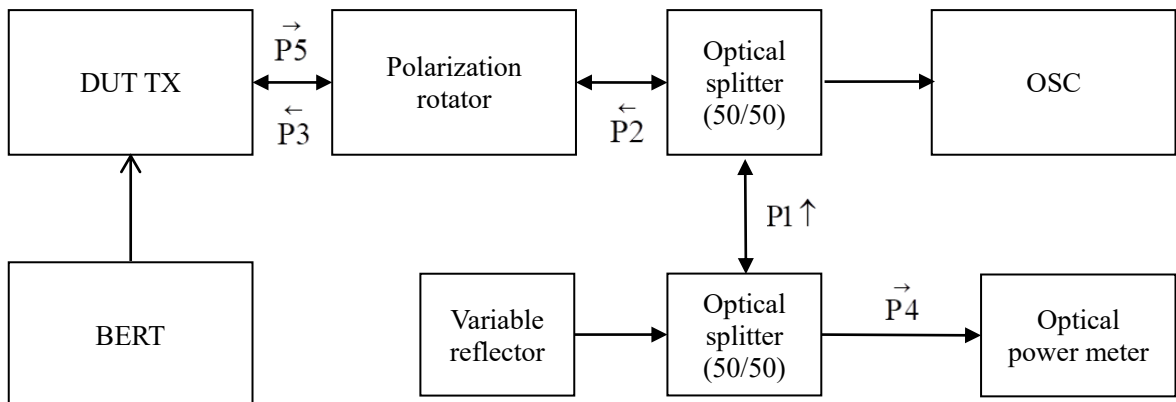 DUT TX
→
P5
←
P3
Polarization
rotator
←
P2
Optical
splitter
(50/50)
OSC
P1↑
BERT
Variable
reflector
Optical
splitter
(50/50)
→
P4
Optical
power meter